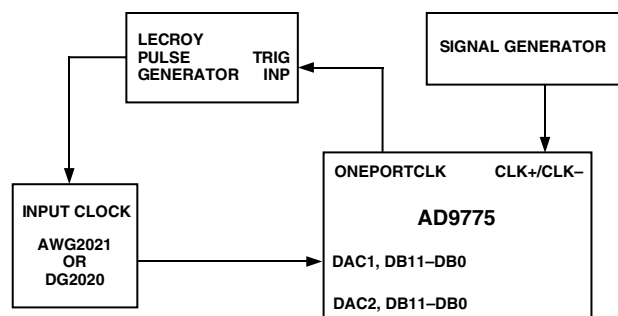 LECROY
PULSE
GENERATOR
TRIG
INP
SIGNAL GENERATOR
ONEPORTCLK
CLK+/CLK–
AD9775
DAC1, DB11–DB0
DAC2, DB11–DB0
INPUT CLOCK
AWG2021
OR
DG2020